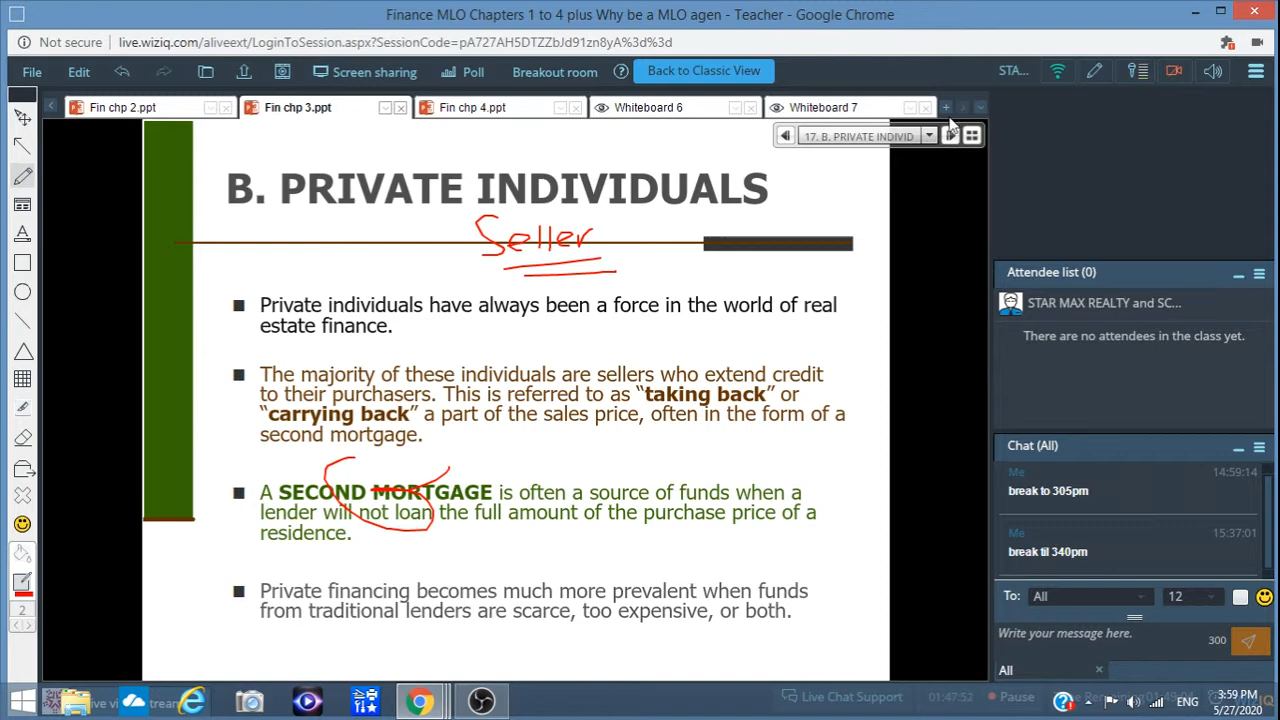 Finance MLO Chapters 1 to 4 plus Why be a MLO agen - Teacher - Google Chrome
Not secure | live.wiziq.com/aliveext/LoginToSession.aspx?SessionCode=pA727AH5DTZZbJd91zn8yA%3d%3d
File Edit Screen sharing Poll Breakout room ? Back to Classic View STA...
Fin chp 2.ppt Fin chp 3.ppt Fin chp 4.ppt Whiteboard 6 Whiteboard 7
17. B. PRIVATE INDIVID
B. PRIVATE INDIVIDUALS
Seller
Private individuals have always been a force in the world of real
estate finance.
The majority of these individuals are sellers who extend credit
to their purchasers. This is referred to as “taking back” or
“carrying back” a part of the sales price, often in the form of a
second mortgage.
A SECOND MORTGAGE is often a source of funds when a
lender will not loan the full amount of the purchase price of a
residence.
Private financing becomes much more prevalent when funds
from traditional lenders are scarce, too expensive, or both.
2
Attendee list (0)
STAR MAX REALTY and SC...
There are no attendees in the class yet.
Chat (All)
Me 14:59:14
break to 305pm
Me 15:37:01
break til 340pm
To: All 12
Write your message here.
300
All
Live Chat Support 01:47:52 Pause
ENG
3:59 PM
5/27/2020